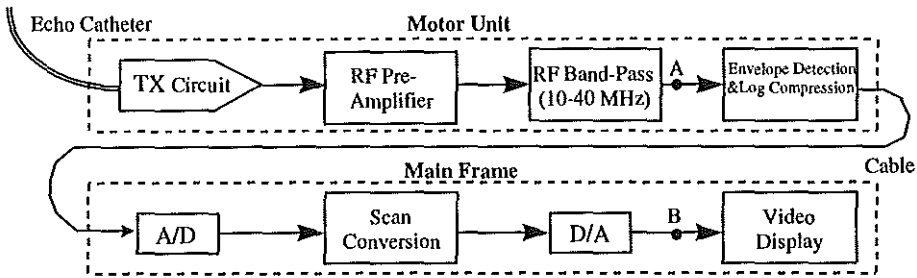 Echo Catheter
Motor Unit
TX Circuit
RF Pre-
Amplifier
RF Band-Pass
(10-40 MHz)
A
Envelope Detection
&Log Compression
Cable
Main Frame
A/D
Scan
Conversion
D/A
B
Video
Display